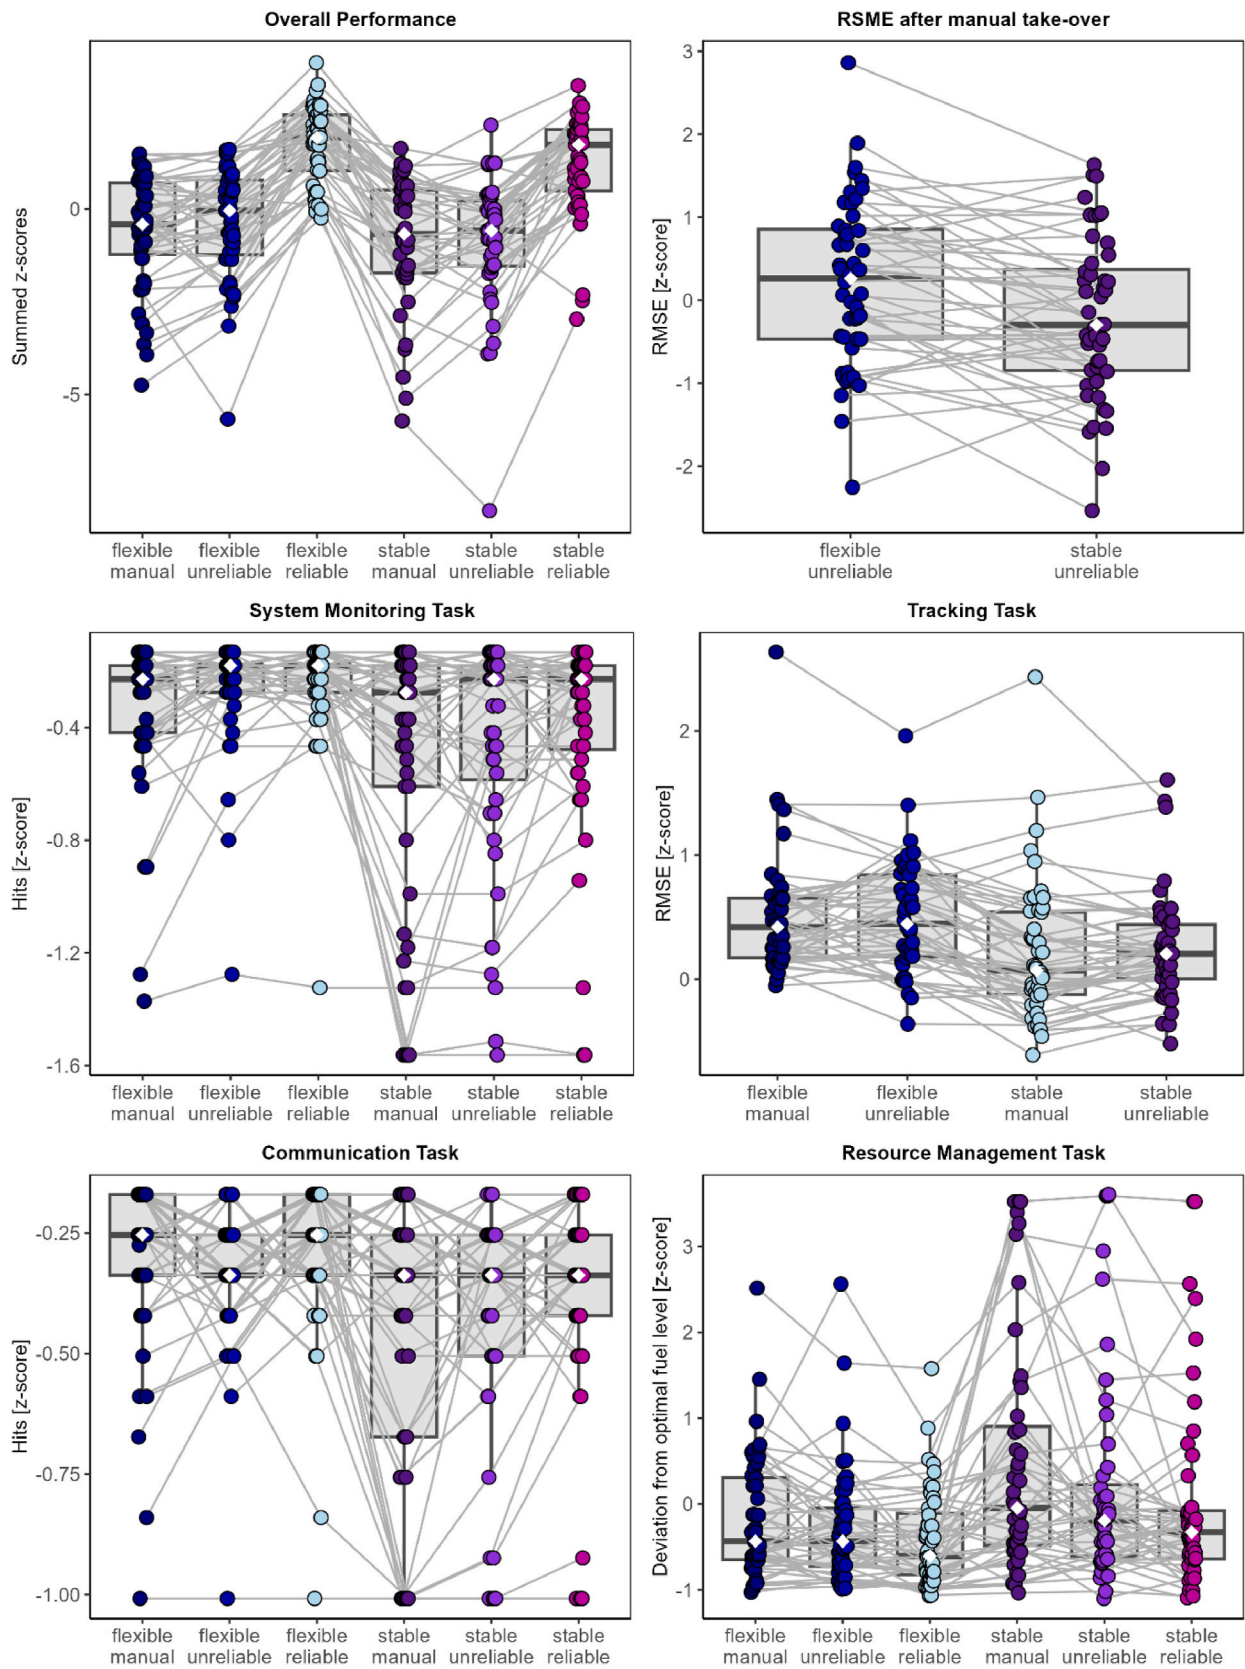 Overall Performance
Summed z-scores
0
-5
flexible manual
flexible unreliable
flexible reliable
stable manual
stable unreliable
stable reliable
RSME after manual take-over
RMSE [z-score]
3
2
1
0
-1
-2
flexible unreliable
stable unreliable
System Monitoring Task
Hits [z-score]
-0.4
-0.8
-1.2
-1.6
flexible manual
flexible unreliable
flexible reliable
stable manual
stable unreliable
stable reliable
Tracking Task
RMSE [z-score]
2
1
0
flexible manual
flexible unreliable
stable manual
stable unreliable
Communication Task
Hits [z-score]
-0.25
-0.50
-0.75
-1.00
flexible manual
flexible unreliable
flexible reliable
stable manual
stable unreliable
stable reliable
Resource Management Task
Deviation from optimal fuel level [z-score]
3
2
1
0
-1
flexible manual
flexible unreliable
flexible reliable
stable manual
stable unreliable
stable reliable